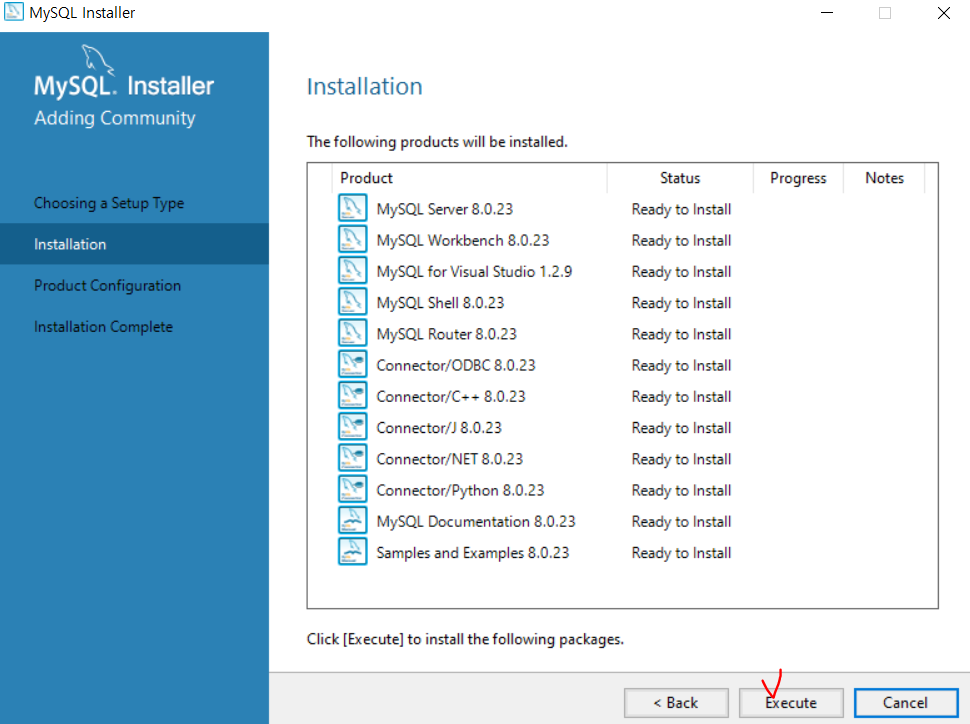 MySQL Installer
MySQL. Installer
Adding Community
Choosing a Setup Type
Installation
Product Configuration
Installation Complete
Installation
The following products will be installed.
Product Status Progress Notes
MySQL Server 8.0.23 Ready to Install
MySQL Workbench 8.0.23 Ready to Install
MySQL for Visual Studio 1.2.9 Ready to Install
MySQL Shell 8.0.23 Ready to Install
MySQL Router 8.0.23 Ready to Install
Connector/ODBC 8.0.23 Ready to Install
Connector/C++ 8.0.23 Ready to Install
Connector/J 8.0.23 Ready to Install
Connector/NET 8.0.23 Ready to Install
Connector/Python 8.0.23 Ready to Install
MySQL Documentation 8.0.23 Ready to Install
Samples and Examples 8.0.23 Ready to Install
Click [Execute] to install the following packages.
< Back Execute Cancel